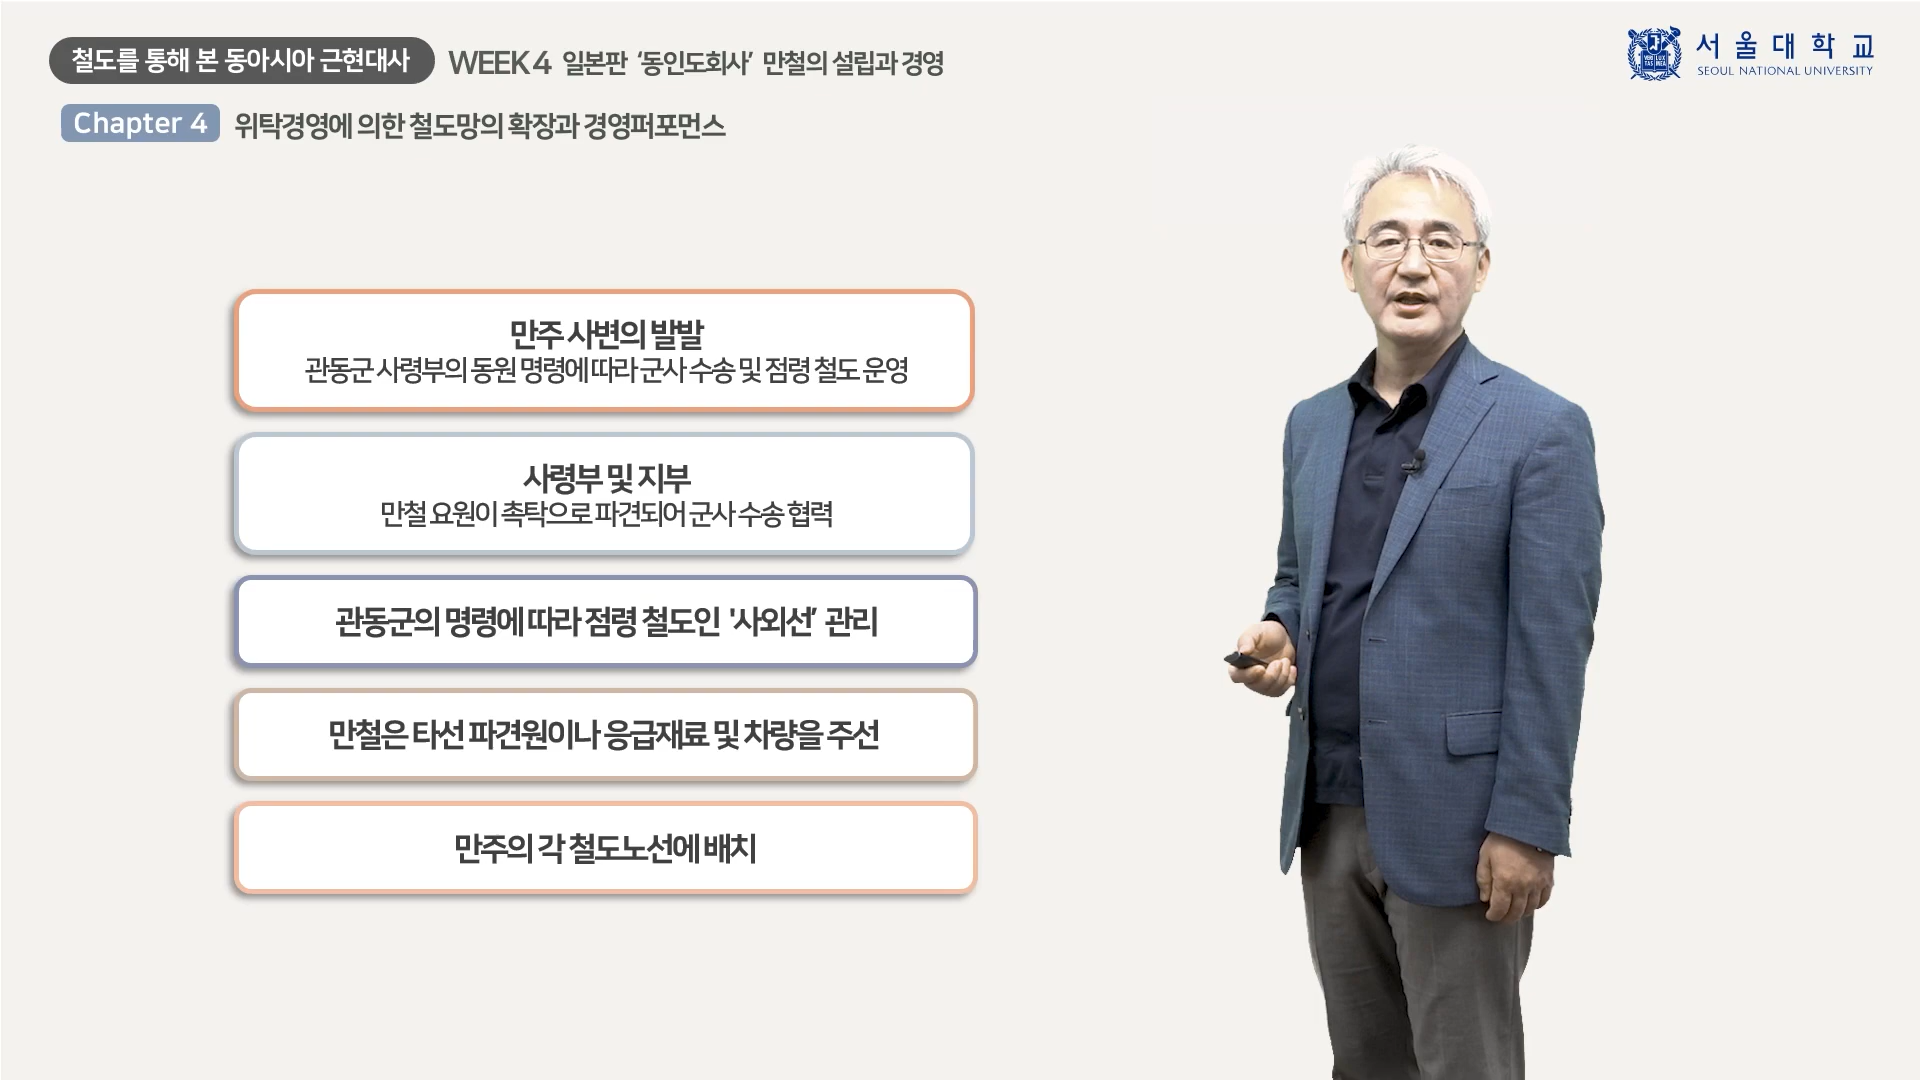 철도를 통해 본 동아시아 근현대사
WEEK 4 일본판 ‘동인도회사’ 만철의 설립과 경영
서울대학교
SEOUL NATIONAL UNIVERSITY
Chapter 4 위탁경영에 의한 철도망의 확장과 경영퍼포먼스
만주 사변의 발발
관동군 사령부의 동원 명령에 따라 군사 수송 및 점령 철도 운영
사령부 및 지부
만철 요원이 촉탁으로 파견되어 군사 수송 협력
관동군의 명령에 따라 점령 철도인 '사외선’ 관리
만철은 타선 파견원이나 응급재료 및 차량을 주선
만주의 각 철도노선에 배치